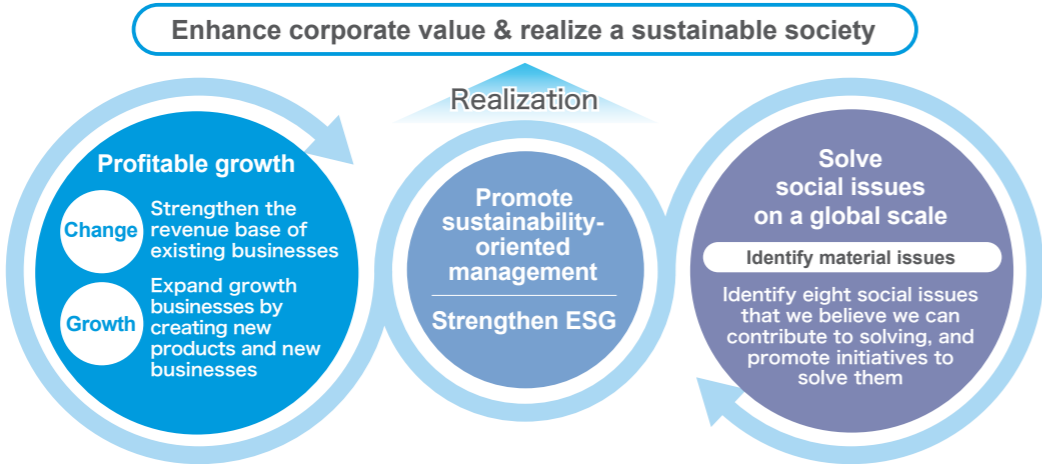 Enhance corporate value & realize a sustainable society
Realization
Profitable growth
Change
Strengthen the
revenue base of
existing businesses
Growth
Expand growth
businesses by
creating new
products and new
businesses
Promote
sustainability-
oriented
management
Strengthen ESG
Solve
social issues
on a global scale
Identify material issues
Identify eight social issues
that we believe we can
contribute to solving, and
promote initiatives to
solve them